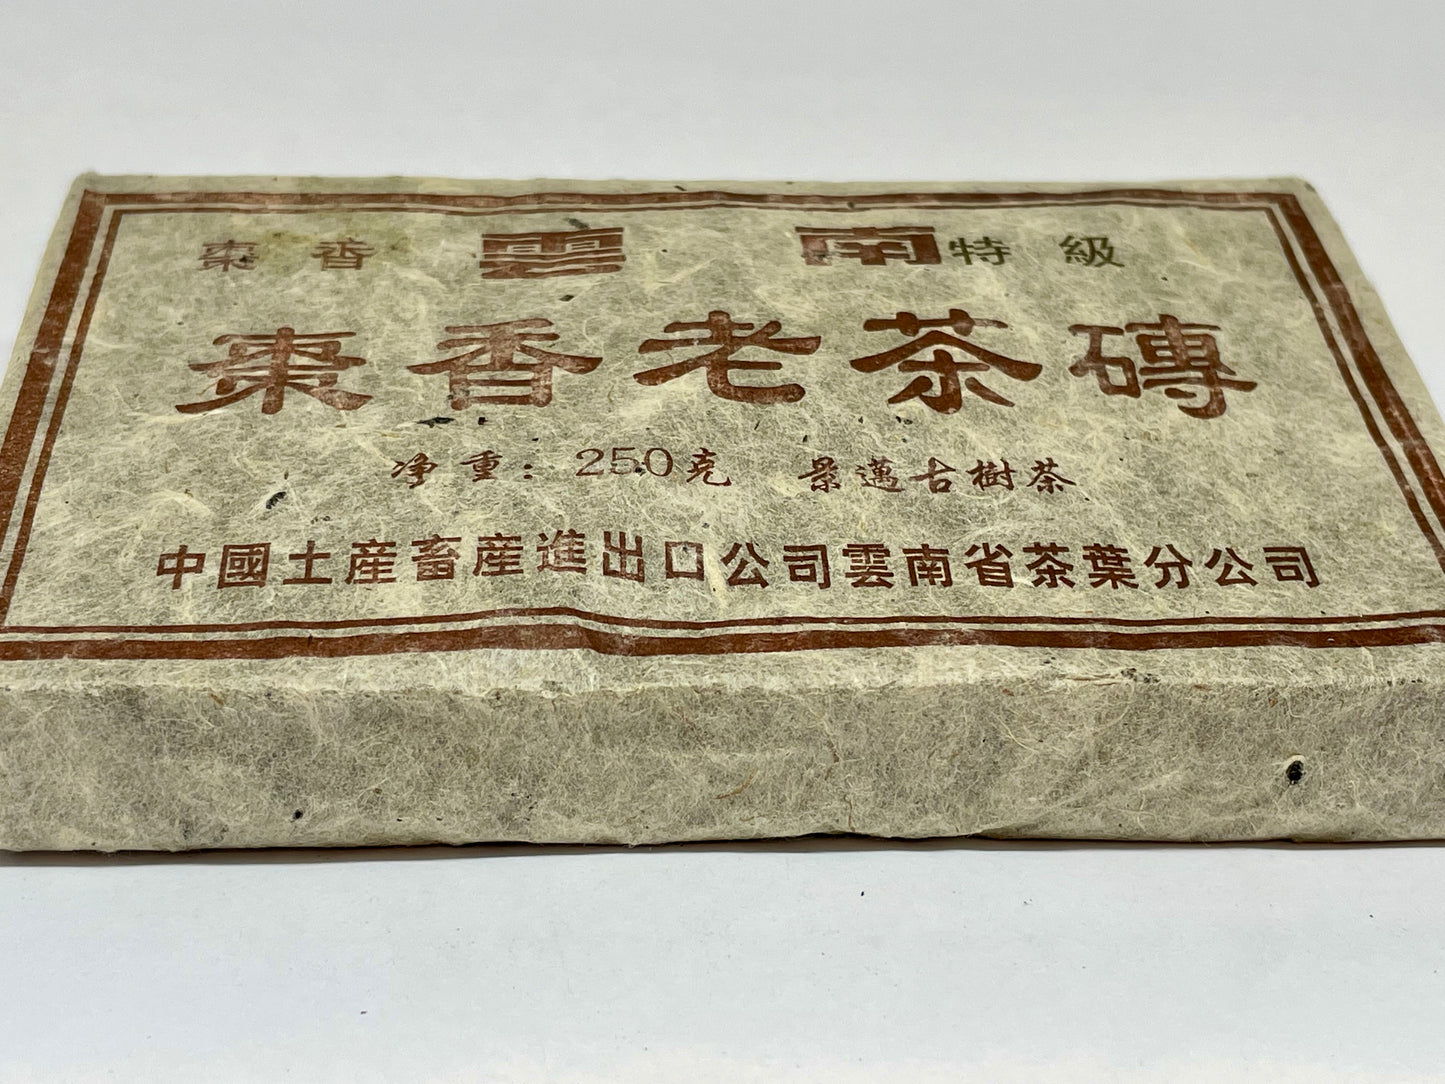 棗香 雲南 特級
棗香老茶磚
净重：250克 景邁古樹茶
中國土産畜産進出口公司雲南省茶葉分公司